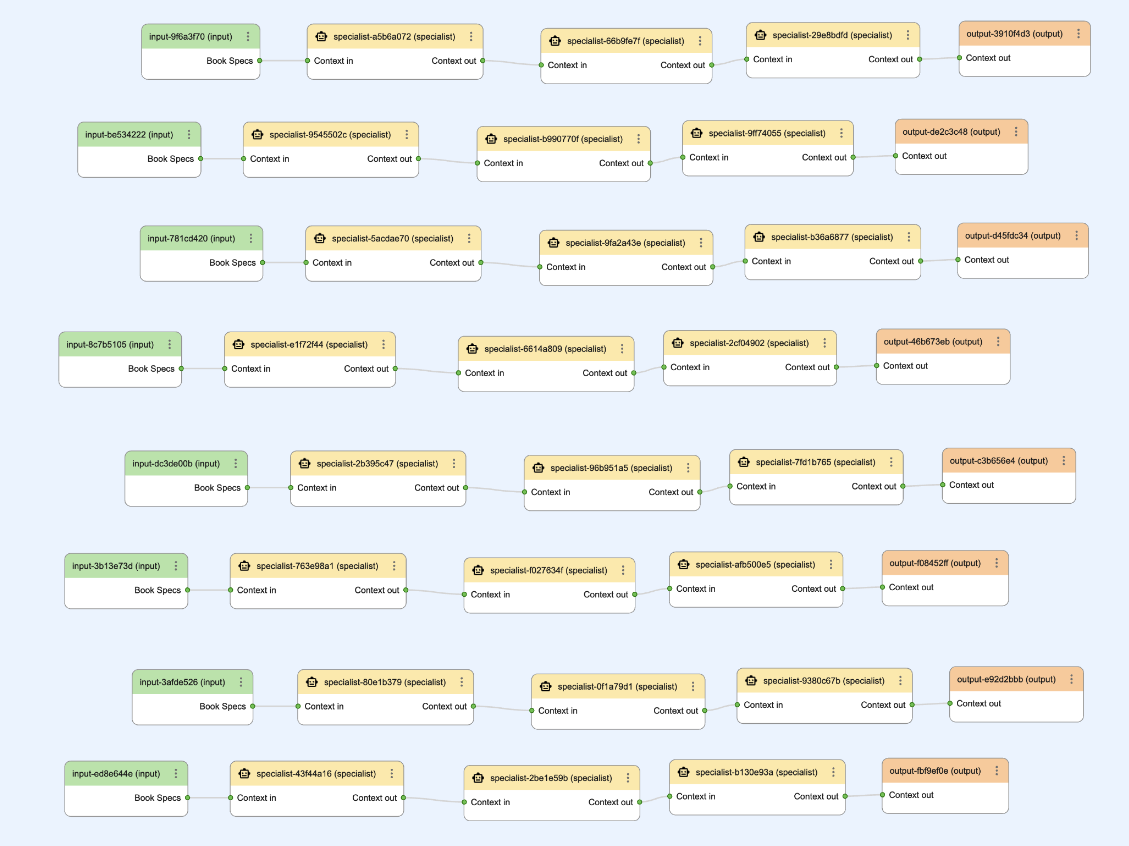 input-9f6a3f70 (input)
specialist-a5b6a072 (specialist)
specialist-66b9fe7f (specialist)
specialist-29e8bdfd (specialist)
output-3910f4d3 (output)
Book Specs
Context in
Context out
Context in
Context out
Context in
Context out
Context out
input-be534222 (input)
specialist-9545502c (specialist)
specialist-b990770f (specialist)
specialist-9ff74055 (specialist)
output-de2c3c48 (output)
Book Specs
Context in
Context out
Context in
Context out
Context in
Context out
Context out
input-781cd420 (input)
specialist-5acdae70 (specialist)
specialist-9fa2a43e (specialist)
specialist-b36a6877 (specialist)
output-d45fdc34 (output)
Book Specs
Context in
Context out
Context in
Context out
Context in
Context out
Context out
input-8c7b5105 (input)
specialist-e1f72f44 (specialist)
specialist-6614a809 (specialist)
specialist-2cf04902 (specialist)
output-46b673eb (output)
Book Specs
Context in
Context out
Context in
Context out
Context in
Context out
Context out
input-dc3de00b (input)
specialist-2b395c47 (specialist)
specialist-96b951a5 (specialist)
specialist-7fd1b765 (specialist)
output-c3b656e4 (output)
Book Specs
Context in
Context out
Context in
Context out
Context in
Context out
Context out
input-3b13e73d (input)
specialist-763e98a1 (specialist)
specialist-f027634f (specialist)
specialist-afb500e5 (specialist)
output-f08452ff (output)
Book Specs
Context in
Context out
Context in
Context out
Context in
Context out
Context out
input-3afde526 (input)
specialist-80e1b379 (specialist)
specialist-0f1a79d1 (specialist)
specialist-9380c67b (specialist)
output-e92d2bbb (output)
Book Specs
Context in
Context out
Context in
Context out
Context in
Context out
Context out
input-ed8e644e (input)
specialist-43f44a16 (specialist)
specialist-2be1e59b (specialist)
specialist-b130e93a (specialist)
output-fbf9ef0e (output)
Book Specs
Context in
Context out
Context in
Context out
Context in
Context out
Context out